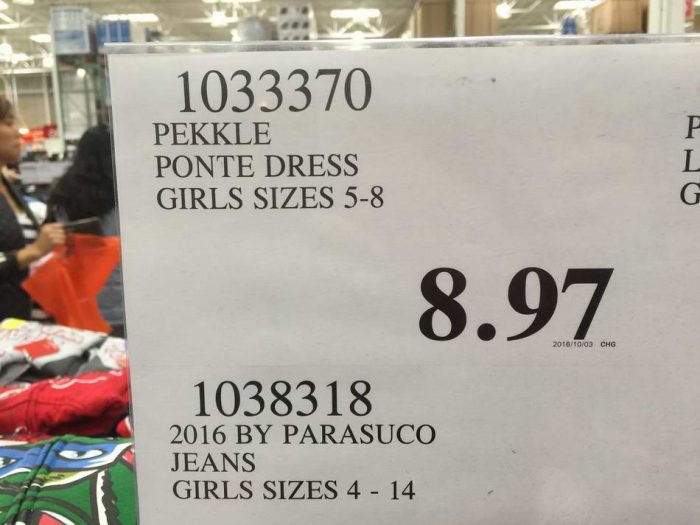 1033370
PEKKLE
PONTE DRESS
GIRLS SIZES 5-8
8.97
2016/10/03 CHG
1038318
2016 BY PARASUCO
JEANS
GIRLS SIZES 4 - 14
P
L
G